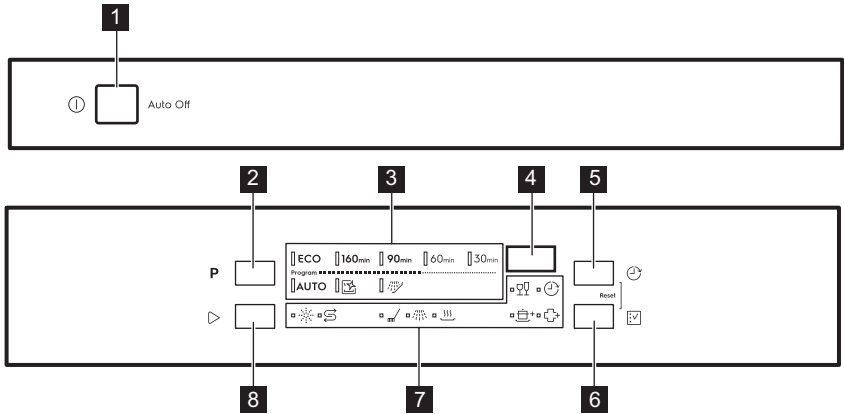 1
Auto Off
2 3 4 5
ECO 160min 90min 60min 30min
P
Program
AUTO
Reset
8 7 6